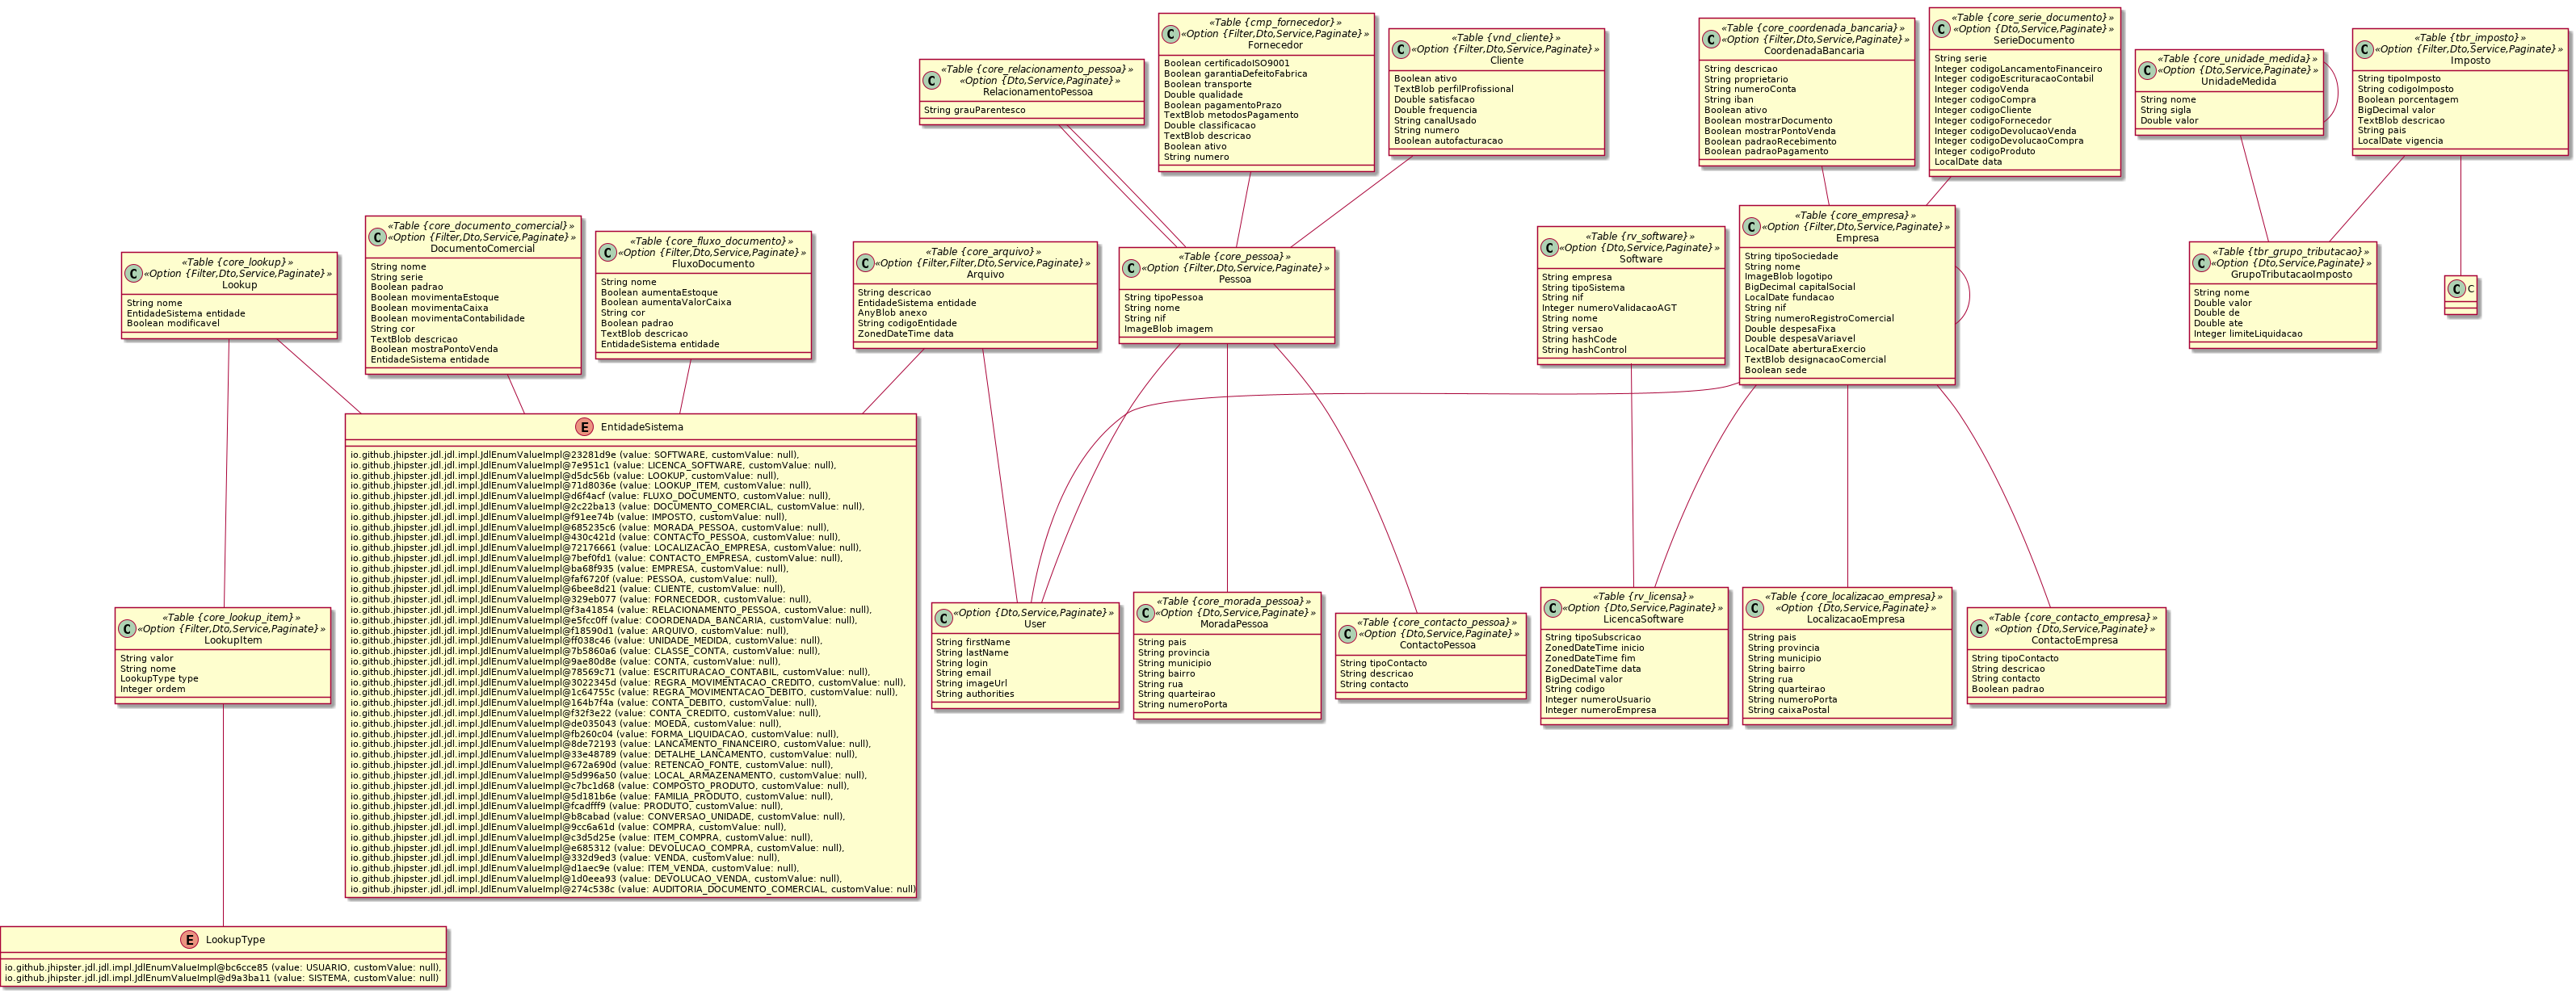 «Table {core_relacionamento_pessoa}»
«Option {Dto,Service,Paginate}»
RelacionamentoPessoa
String grauParentesco
«Table {cmp_fornecedor}»
«Option {Filter,Dto,Service,Paginate}»
Fornecedor
Boolean certificadoISO9001
Boolean garantiaDefeitoFabrica
Boolean transporte
Double qualidade
Boolean pagamentoPrazo
TextBlob metodosPagamento
Double classificacao
TextBlob descricao
Boolean ativo
String numero
«Table {vnd_cliente}»
«Option {Filter,Dto,Service,Paginate}»
Cliente
Boolean ativo
TextBlob perfilProfissional
Double satisfacao
Double frequencia
String canalUsado
String numero
Boolean autofacturacao
«Table {core_coordenada_bancaria}»
«Option {Filter,Dto,Service,Paginate}»
CoordenadaBancaria
String descricao
String proprietario
String numeroConta
String iban
Boolean ativo
Boolean mostrarDocumento
Boolean mostrarPontoVenda
Boolean padraoRecebimento
Boolean padraoPagamento
«Table {core_serie_documento}»
«Option {Dto,Service,Paginate}»
SerieDocumento
String serie
Integer codigoLancamentoFinanceiro
Integer codigoEscrituracaoContabil
Integer codigoVenda
Integer codigoCompra
Integer codigoCliente
Integer codigoFornecedor
Integer codigoDevolucaoVenda
Integer codigoDevolucaoCompra
Integer codigoProduto
LocalDate data
«Table {core_unidade_medida}»
«Option {Dto,Service,Paginate}»
UnidadeMedida
String nome
String sigla
Double valor
«Table {tbr_imposto}»
«Option {Filter,Dto,Service,Paginate}»
Imposto
String tipoImposto
String codigoImposto
Boolean porcentagem
BigDecimal valor
TextBlob descricao
String pais
LocalDate vigencia
«Table {core_lookup}»
«Option {Filter,Dto,Service,Paginate}»
Lookup
String nome
EntidadeSistema entidade
Boolean modificavel
«Table {core_documento_comercial}»
«Option {Filter,Dto,Service,Paginate}»
DocumentoComercial
String nome
String serie
Boolean padrao
Boolean movimentaEstoque
Boolean movimentaCaixa
Boolean movimentaContabilidade
String cor
TextBlob descricao
Boolean mostraPontoVenda
EntidadeSistema entidade
«Table {core_fluxo_documento}»
«Option {Filter,Dto,Service,Paginate}»
FluxoDocumento
String nome
Boolean aumentaEstoque
Boolean aumentaValorCaixa
String cor
Boolean padrao
TextBlob descricao
EntidadeSistema entidade
«Table {core_arquivo}»
«Option {Filter,Filter,Dto,Service,Paginate}»
Arquivo
String descricao
EntidadeSistema entidade
AnyBlob anexo
String codigoEntidade
ZonedDateTime data
«Table {core_pessoa}»
«Option {Filter,Dto,Service,Paginate}»
Pessoa
String tipoPessoa
String nome
String nif
ImageBlob imagem
«Table {rv_software}»
«Option {Dto,Service,Paginate}»
Software
String empresa
String tipoSistema
String nif
Integer numeroValidacaoAGT
String nome
String versao
String hashCode
String hashControl
«Table {core_empresa}»
«Option {Filter,Dto,Service,Paginate}»
Empresa
String tipoSociedade
String nome
ImageBlob logotipo
BigDecimal capitalSocial
LocalDate fundacao
String nif
String numeroRegistroComercial
Double despesaFixa
Double despesaVariavel
LocalDate aberturaExercio
TextBlob designacaoComercial
Boolean sede
«Table {tbr_grupo_tributacao}»
«Option {Dto,Service,Paginate}»
GrupoTributacaoImposto
String nome
Double valor
Double de
Double ate
Integer limiteLiquidacao
C
EntidadeSistema
io.github.jhipster.jdl.jdl.impl.JdlEnumValueImpl@23281d9e (value: SOFTWARE, customValue: null),
io.github.jhipster.jdl.jdl.impl.JdlEnumValueImpl@7e951c1 (value: LICENCA_SOFTWARE, customValue: null),
io.github.jhipster.jdl.jdl.impl.JdlEnumValueImpl@d5dc56b (value: LOOKUP, customValue: null),
io.github.jhipster.jdl.jdl.impl.JdlEnumValueImpl@71d8036e (value: LOOKUP_ITEM, customValue: null),
io.github.jhipster.jdl.jdl.impl.JdlEnumValueImpl@d6f4acf (value: FLUXO_DOCUMENTO, customValue: null),
io.github.jhipster.jdl.jdl.impl.JdlEnumValueImpl@2c22ba13 (value: DOCUMENTO_COMERCIAL, customValue: null),
io.github.jhipster.jdl.jdl.impl.JdlEnumValueImpl@f91ee74b (value: IMPOSTO, customValue: null),
io.github.jhipster.jdl.jdl.impl.JdlEnumValueImpl@685235c6 (value: MORADA_PESSOA, customValue: null),
io.github.jhipster.jdl.jdl.impl.JdlEnumValueImpl@430c421d (value: CONTACTO_PESSOA, customValue: null),
io.github.jhipster.jdl.jdl.impl.JdlEnumValueImpl@72176661 (value: LOCALIZACAO_EMPRESA, customValue: null),
io.github.jhipster.jdl.jdl.impl.JdlEnumValueImpl@7bef0fd1 (value: CONTACTO_EMPRESA, customValue: null),
io.github.jhipster.jdl.jdl.impl.JdlEnumValueImpl@ba68f935 (value: EMPRESA, customValue: null),
io.github.jhipster.jdl.jdl.impl.JdlEnumValueImpl@faf6720f (value: PESSOA, customValue: null),
io.github.jhipster.jdl.jdl.impl.JdlEnumValueImpl@6bee8d21 (value: CLIENTE, customValue: null),
io.github.jhipster.jdl.jdl.impl.JdlEnumValueImpl@329eb077 (value: FORNECEDOR, customValue: null),
io.github.jhipster.jdl.jdl.impl.JdlEnumValueImpl@f3a41854 (value: RELACIONAMENTO_PESSOA, customValue: null),
io.github.jhipster.jdl.jdl.impl.JdlEnumValueImpl@e5fcc0ff (value: COORDENADA_BANCARIA, customValue: null),
io.github.jhipster.jdl.jdl.impl.JdlEnumValueImpl@f18590d1 (value: ARQUIVO, customValue: null),
io.github.jhipster.jdl.jdl.impl.JdlEnumValueImpl@ff038c46 (value: UNIDADE_MEDIDA, customValue: null),
io.github.jhipster.jdl.jdl.impl.JdlEnumValueImpl@7b5860a6 (value: CLASSE_CONTA, customValue: null),
io.github.jhipster.jdl.jdl.impl.JdlEnumValueImpl@9ae80d8e (value: CONTA, customValue: null),
io.github.jhipster.jdl.jdl.impl.JdlEnumValueImpl@78569c71 (value: ESCRITURACAO_CONTABIL, customValue: null),
io.github.jhipster.jdl.jdl.impl.JdlEnumValueImpl@3022345d (value: REGRA_MOVIMENTACAO_CREDITO, customValue: null),
io.github.jhipster.jdl.jdl.impl.JdlEnumValueImpl@1c64755c (value: REGRA_MOVIMENTACAO_DEBITO, customValue: null),
io.github.jhipster.jdl.jdl.impl.JdlEnumValueImpl@164b7f4a (value: CONTA_DEBITO, customValue: null),
io.github.jhipster.jdl.jdl.impl.JdlEnumValueImpl@f32f3e22 (value: CONTA_CREDITO, customValue: null),
io.github.jhipster.jdl.jdl.impl.JdlEnumValueImpl@de035043 (value: MOEDA, customValue: null),
io.github.jhipster.jdl.jdl.impl.JdlEnumValueImpl@fb260c04 (value: FORMA_LIQUIDACAO, customValue: null),
io.github.jhipster.jdl.jdl.impl.JdlEnumValueImpl@8de72193 (value: LANCAMENTO_FINANCEIRO, customValue: null),
io.github.jhipster.jdl.jdl.impl.JdlEnumValueImpl@33e48789 (value: DETALHE_LANCAMENTO, customValue: null),
io.github.jhipster.jdl.jdl.impl.JdlEnumValueImpl@672a690d (value: RETENCAO_FONTE, customValue: null),
io.github.jhipster.jdl.jdl.impl.JdlEnumValueImpl@5d996a50 (value: LOCAL_ARMAZENAMENTO, customValue: null),
io.github.jhipster.jdl.jdl.impl.JdlEnumValueImpl@c7bc1d68 (value: COMPOSTO_PRODUTO, customValue: null),
io.github.jhipster.jdl.jdl.impl.JdlEnumValueImpl@5d181b6e (value: FAMILIA_PRODUTO, customValue: null),
io.github.jhipster.jdl.jdl.impl.JdlEnumValueImpl@fcadfff9 (value: PRODUTO, customValue: null),
io.github.jhipster.jdl.jdl.impl.JdlEnumValueImpl@b8cabad (value: CONVERSAO_UNIDADE, customValue: null),
io.github.jhipster.jdl.jdl.impl.JdlEnumValueImpl@9cc6a61d (value: COMPRA, customValue: null),
io.github.jhipster.jdl.jdl.impl.JdlEnumValueImpl@c3d5d25e (value: ITEM_COMPRA, customValue: null),
io.github.jhipster.jdl.jdl.impl.JdlEnumValueImpl@e685312 (value: DEVOLUCAO_COMPRA, customValue: null),
io.github.jhipster.jdl.jdl.impl.JdlEnumValueImpl@332d9ed3 (value: VENDA, customValue: null),
io.github.jhipster.jdl.jdl.impl.JdlEnumValueImpl@d1aec9e (value: ITEM_VENDA, customValue: null),
io.github.jhipster.jdl.jdl.impl.JdlEnumValueImpl@1d0eea93 (value: DEVOLUCAO_VENDA, customValue: null),
io.github.jhipster.jdl.jdl.impl.JdlEnumValueImpl@274c538c (value: AUDITORIA_DOCUMENTO_COMERCIAL, customValue: null)
«Table {core_lookup_item}»
«Option {Filter,Dto,Service,Paginate}»
LookupItem
String valor
String nome
LookupType type
Integer ordem
«Option {Dto,Service,Paginate}»
User
String firstName
String lastName
String login
String email
String imageUrl
String authorities
«Table {core_morada_pessoa}»
«Option {Dto,Service,Paginate}»
MoradaPessoa
String pais
String provincia
String municipio
String bairro
String rua
String quarteirao
String numeroPorta
«Table {core_contacto_pessoa}»
«Option {Dto,Service,Paginate}»
ContactoPessoa
String tipoContacto
String descricao
String contacto
«Table {rv_licensa}»
«Option {Dto,Service,Paginate}»
LicencaSoftware
String tipoSubscricao
ZonedDateTime inicio
ZonedDateTime fim
ZonedDateTime data
BigDecimal valor
String codigo
Integer numeroUsuario
Integer numeroEmpresa
«Table {core_localizacao_empresa}»
«Option {Dto,Service,Paginate}»
LocalizacaoEmpresa
String pais
String provincia
String municipio
String bairro
String rua
String quarteirao
String numeroPorta
String caixaPostal
«Table {core_contacto_empresa}»
«Option {Dto,Service,Paginate}»
ContactoEmpresa
String tipoContacto
String descricao
String contacto
Boolean padrao
LookupType
io.github.jhipster.jdl.jdl.impl.JdlEnumValueImpl@bc6cce85 (value: USUARIO, customValue: null),
io.github.jhipster.jdl.jdl.impl.JdlEnumValueImpl@d9a3ba11 (value: SISTEMA, customValue: null)